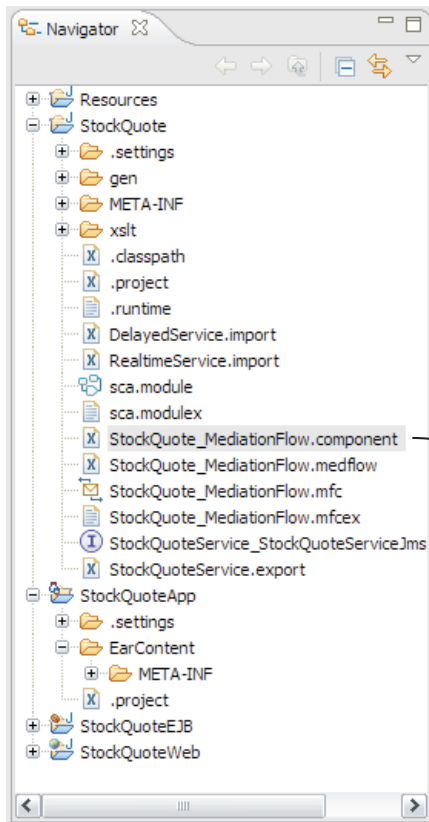 Navigator
Resources
StockQuote
.settings
gen
META-INF
xslt
.classpath
.project
.runtime
DelayedService.import
RealtimeService.import
sca.module
sca.modulex
StockQuote_MediationFlow.component
StockQuote_MediationFlow.medflow
StockQuote_MediationFlow.mfc
StockQuote_MediationFlow.mfcex
StockQuoteService_StockQuoteServiceJms
StockQuoteService.export
StockQuoteApp
.settings
EarContent
META-INF
.project
StockQuoteEJB
StockQuoteWeb